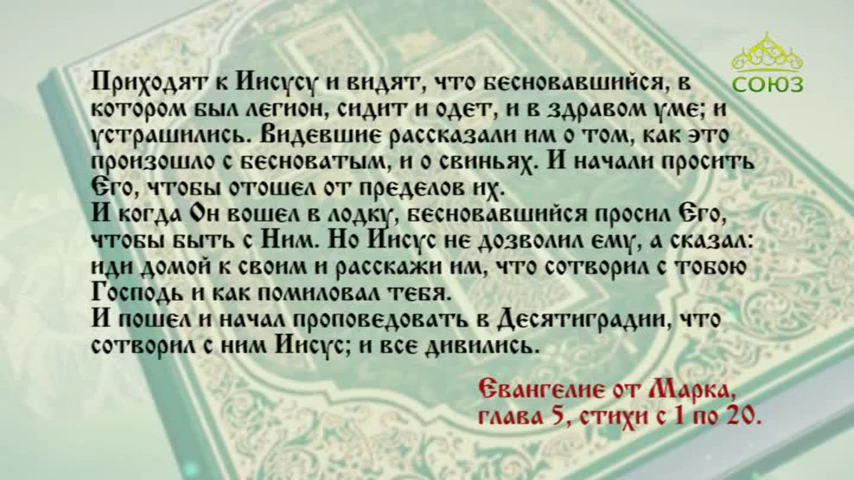 СОЮЗ
Приходят к Иисусу и видят, что бесновавшийся, в
котором был легион, сидит и одет, и в здравом уме; и
устрашились. Видевшие рассказали им о том, как это
произошло с бесноватым, и о свиньях. И начали просить
Его, чтобы отошел от пределов их.
И когда Он вошел в лодку, бесновавшийся просил Его,
чтобы быть с Ним. Но Иисус не дозволил ему, а сказал:
иди домой к своим и расскажи им, что сотворил с тобою
Господь и как помиловал тебя.
И пошел и начал проповедовать в Десятиградии, что
сотворил с ним Иисус; и все дивились.
Евангелие от Марка,
глава 5, стихи с 1 по 20.